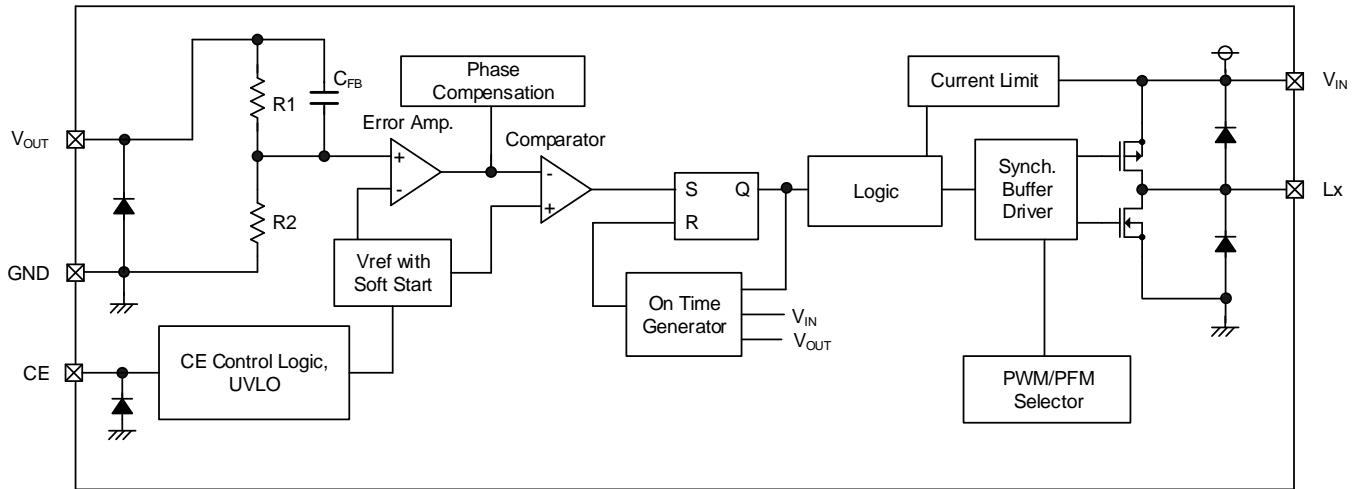 Phase
Compensation
Current Limit
VIN
CFB
R1
Error Amp.
VOUT
Comparator
+
-
-
+
S
Q
R
Logic
Synch.
Buffer
Driver
Lx
R2
GND
Vref with
Soft Start
On Time
Generator
VIN
VOUT
CE
CE Control Logic,
UVLO
PWM/PFM
Selector